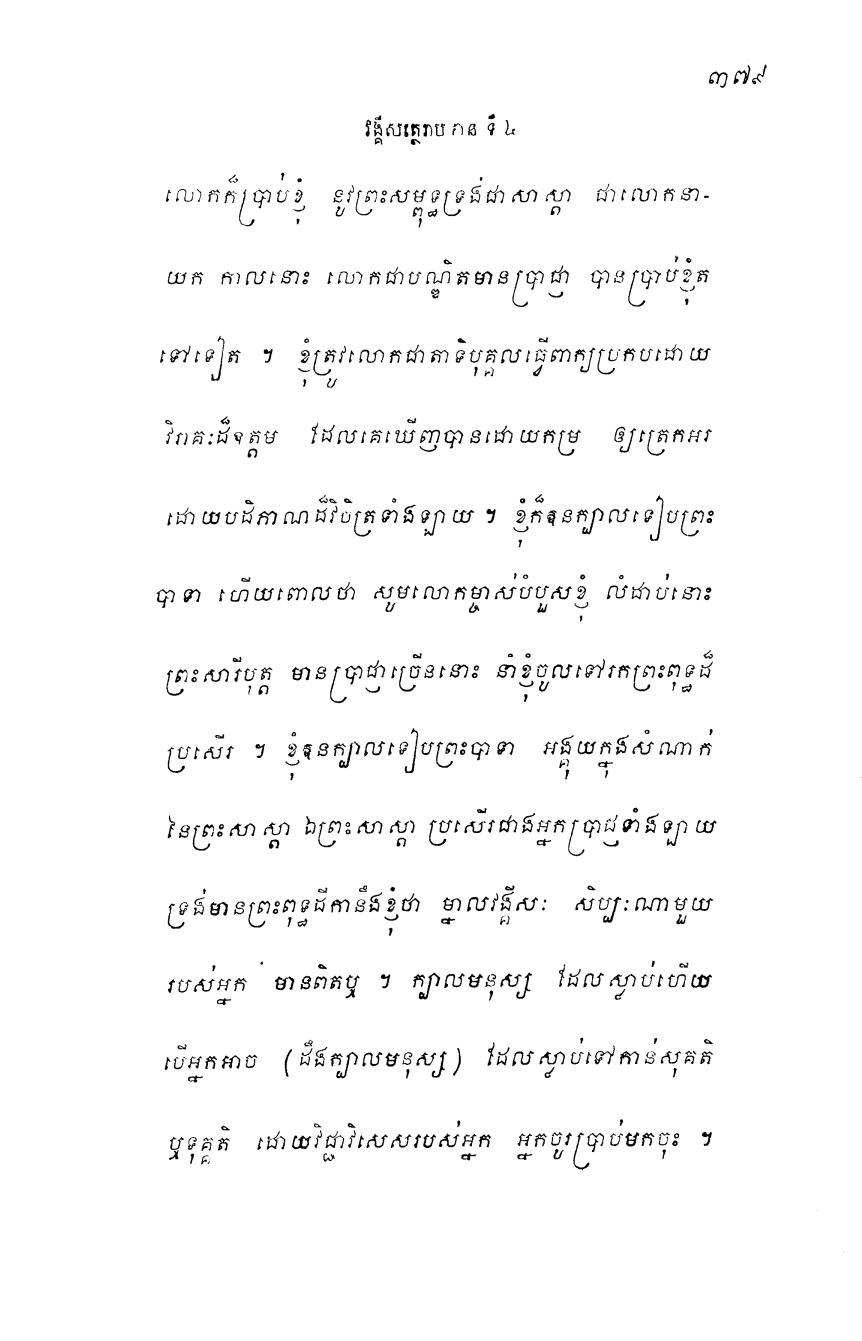 ៣៧៩
វង្គីសត្ថេរាបទាន ទី ៤
លោកក៏ប្រាប់ខ្ញុំ នូវព្រះសម្ពុទ្ធទ្រង់ជាសាស្តា ជាលោកនា-
យក កាលនោះ លោកជាបណ្ឌិតមានប្រាជ្ញា បានប្រាប់ខ្ញុំត
ទៅទៀត ។ ខ្ញុំត្រូវលោកជាតាទិបុគ្គលធ្វើពាក្យប្រកបដោយ
វិរាគៈដ៏ឧត្តម ដែលគេឃើញបានដោយកម្រ ឲ្យត្រេកអរ
ដោយបដិភាណដ៏វិចិត្រទាំងឡាយ ។ ខ្ញុំក៏ឱនក្បាលទៀបព្រះ
បាទា ហើយពោលថា សូមលោកម្ចាស់បំបួសខ្ញុំ លំដាប់នោះ
ព្រះសារីបុត្ត មានប្រាជ្ញាច្រើននោះ នាំខ្ញុំចូលទៅរកព្រះពុទ្ធដ៏
ប្រសើរ ។ ខ្ញុំឱនក្បាលទៀបព្រះបាទា អង្គុយក្នុងសំណាក់
នៃព្រះសាស្តា ឯព្រះសាស្តា ប្រសើរជាងអ្នកប្រាជ្ញទាំងឡាយ
ទ្រង់មានព្រះពុទ្ធដីកានឹងខ្ញុំថា ម្នាលវង្គីសៈ សិប្បៈណាមួយ
របស់អ្នក មានពិតឬ ។ ក្បាលមនុស្ស ដែលស្លាប់ហើយ
បើអ្នកអាច (ដឹងក្បាលមនុស្ស) ដែលស្លាប់ទៅកាន់សុគតិ
ឬទុគ្គតិ ដោយវិជ្ជាវិសេសរបស់អ្នក អ្នកចូរប្រាប់មកចុះ ។